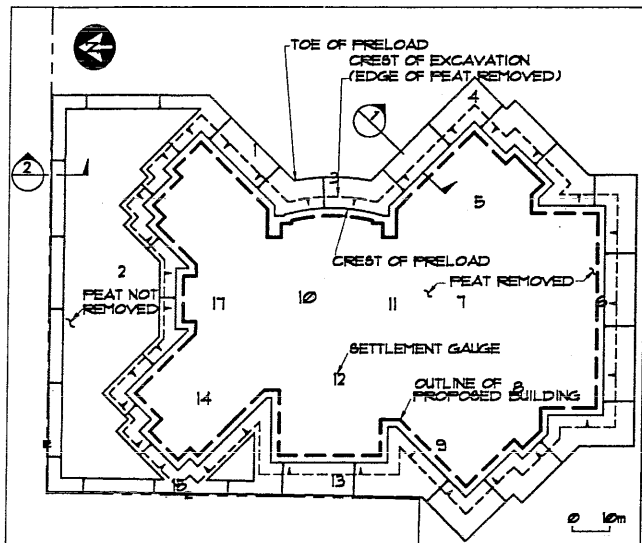 TOE OF PRELOAD
CREST OF EXCAVATION
(EDGE OF PEAT REMOVED)
4
1
1
2
3
5
CREST OF PRELOAD
2
PEAT NOT
REMOVED
PEAT REMOVED
17
10
11
7
6
SETTLEMENT GAUGE
12
14
OUTLINE OF
PROPOSED BUILDING
8
9
13
15
0 10m